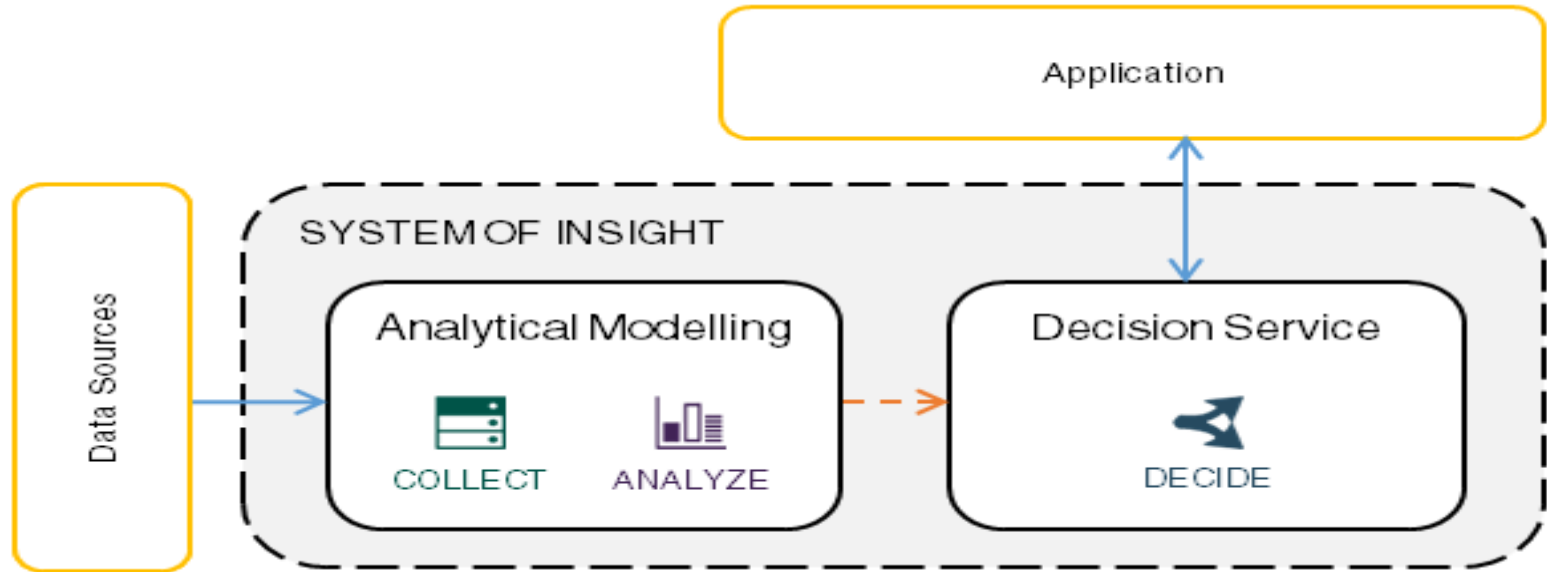 Application
Data Sources
SYSTEM OF INSIGHT
Analytical Modelling
COLLECT
ANALYZE
Decision Service
DECIDE